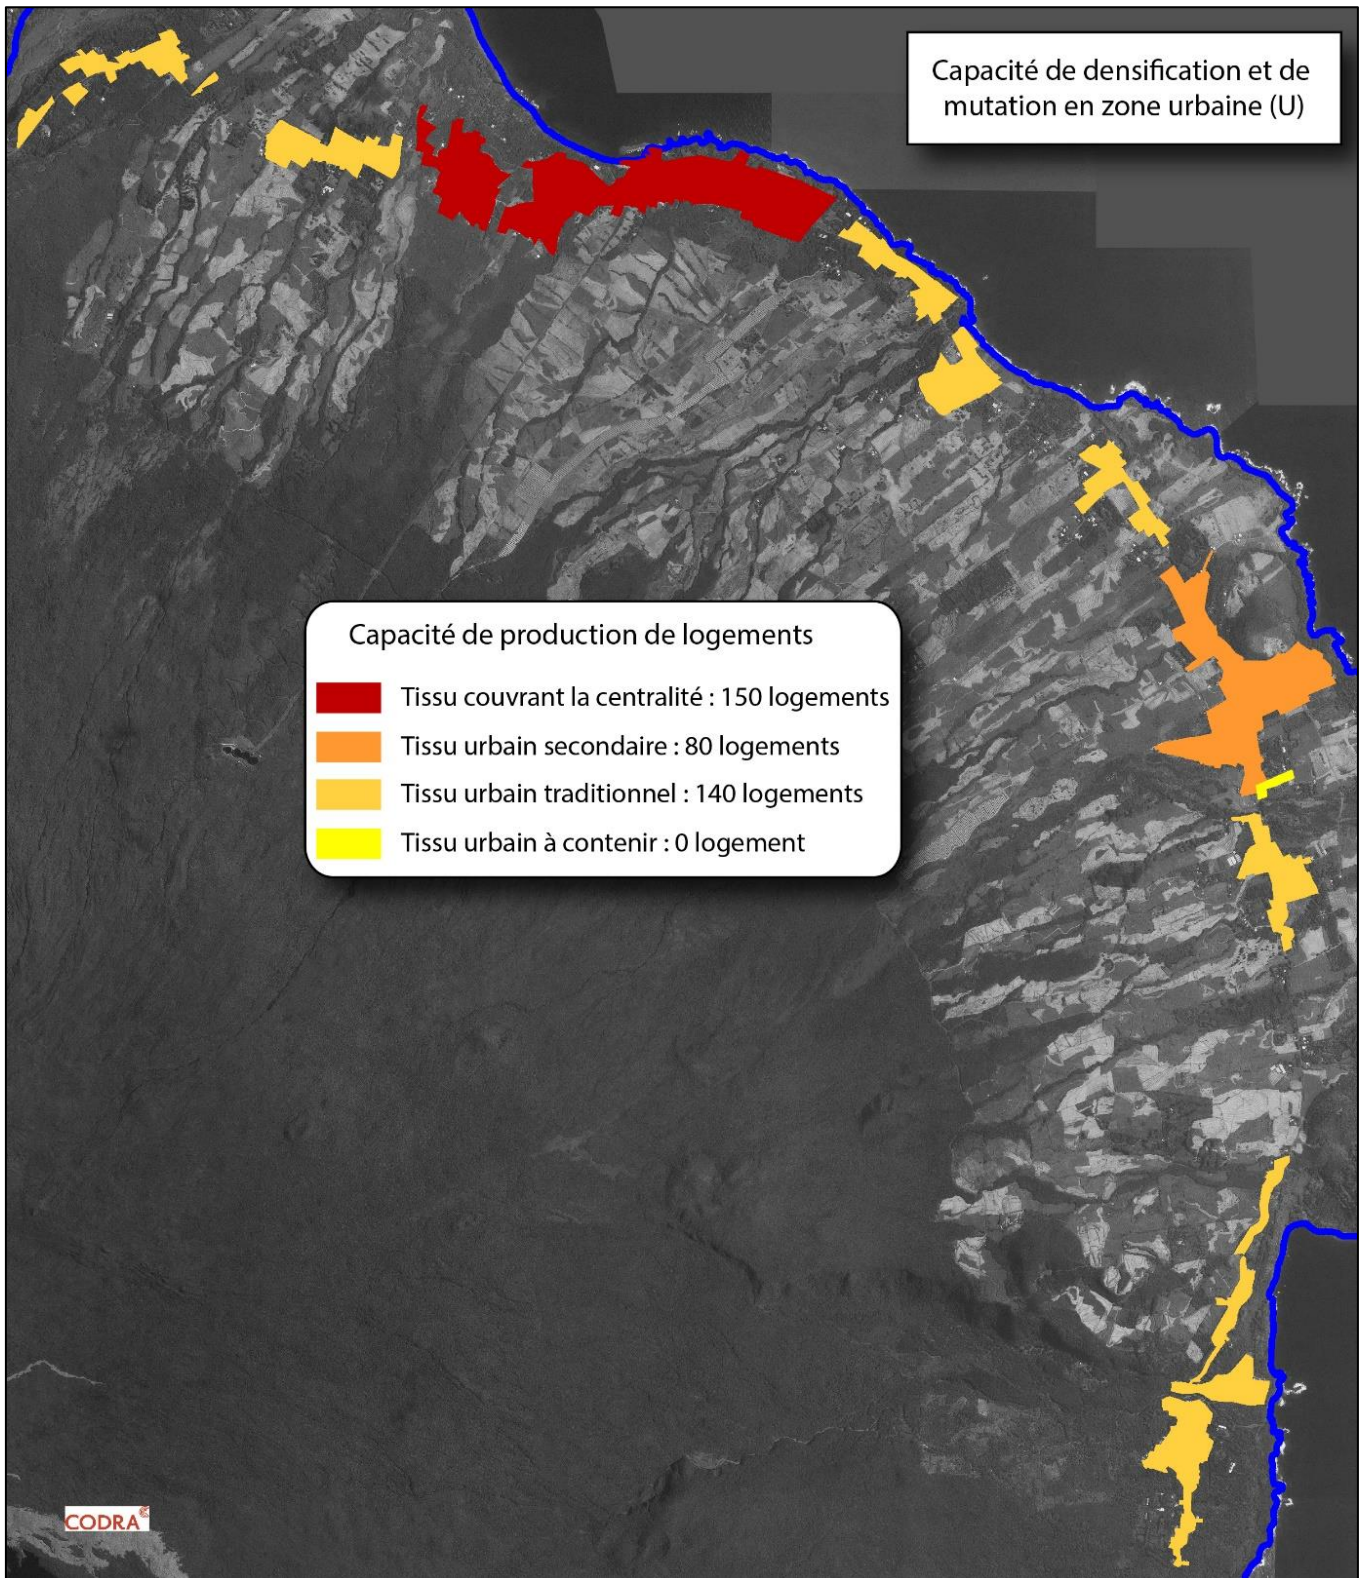 Capacité de densification et de
mutation en zone urbaine (U)
Capacité de production de logements
Tissu couvrant la centralité : 150 logements
Tissu urbain secondaire : 80 logements
Tissu urbain traditionnel : 140 logements
Tissu urbain à contenir : 0 logement
CODRA